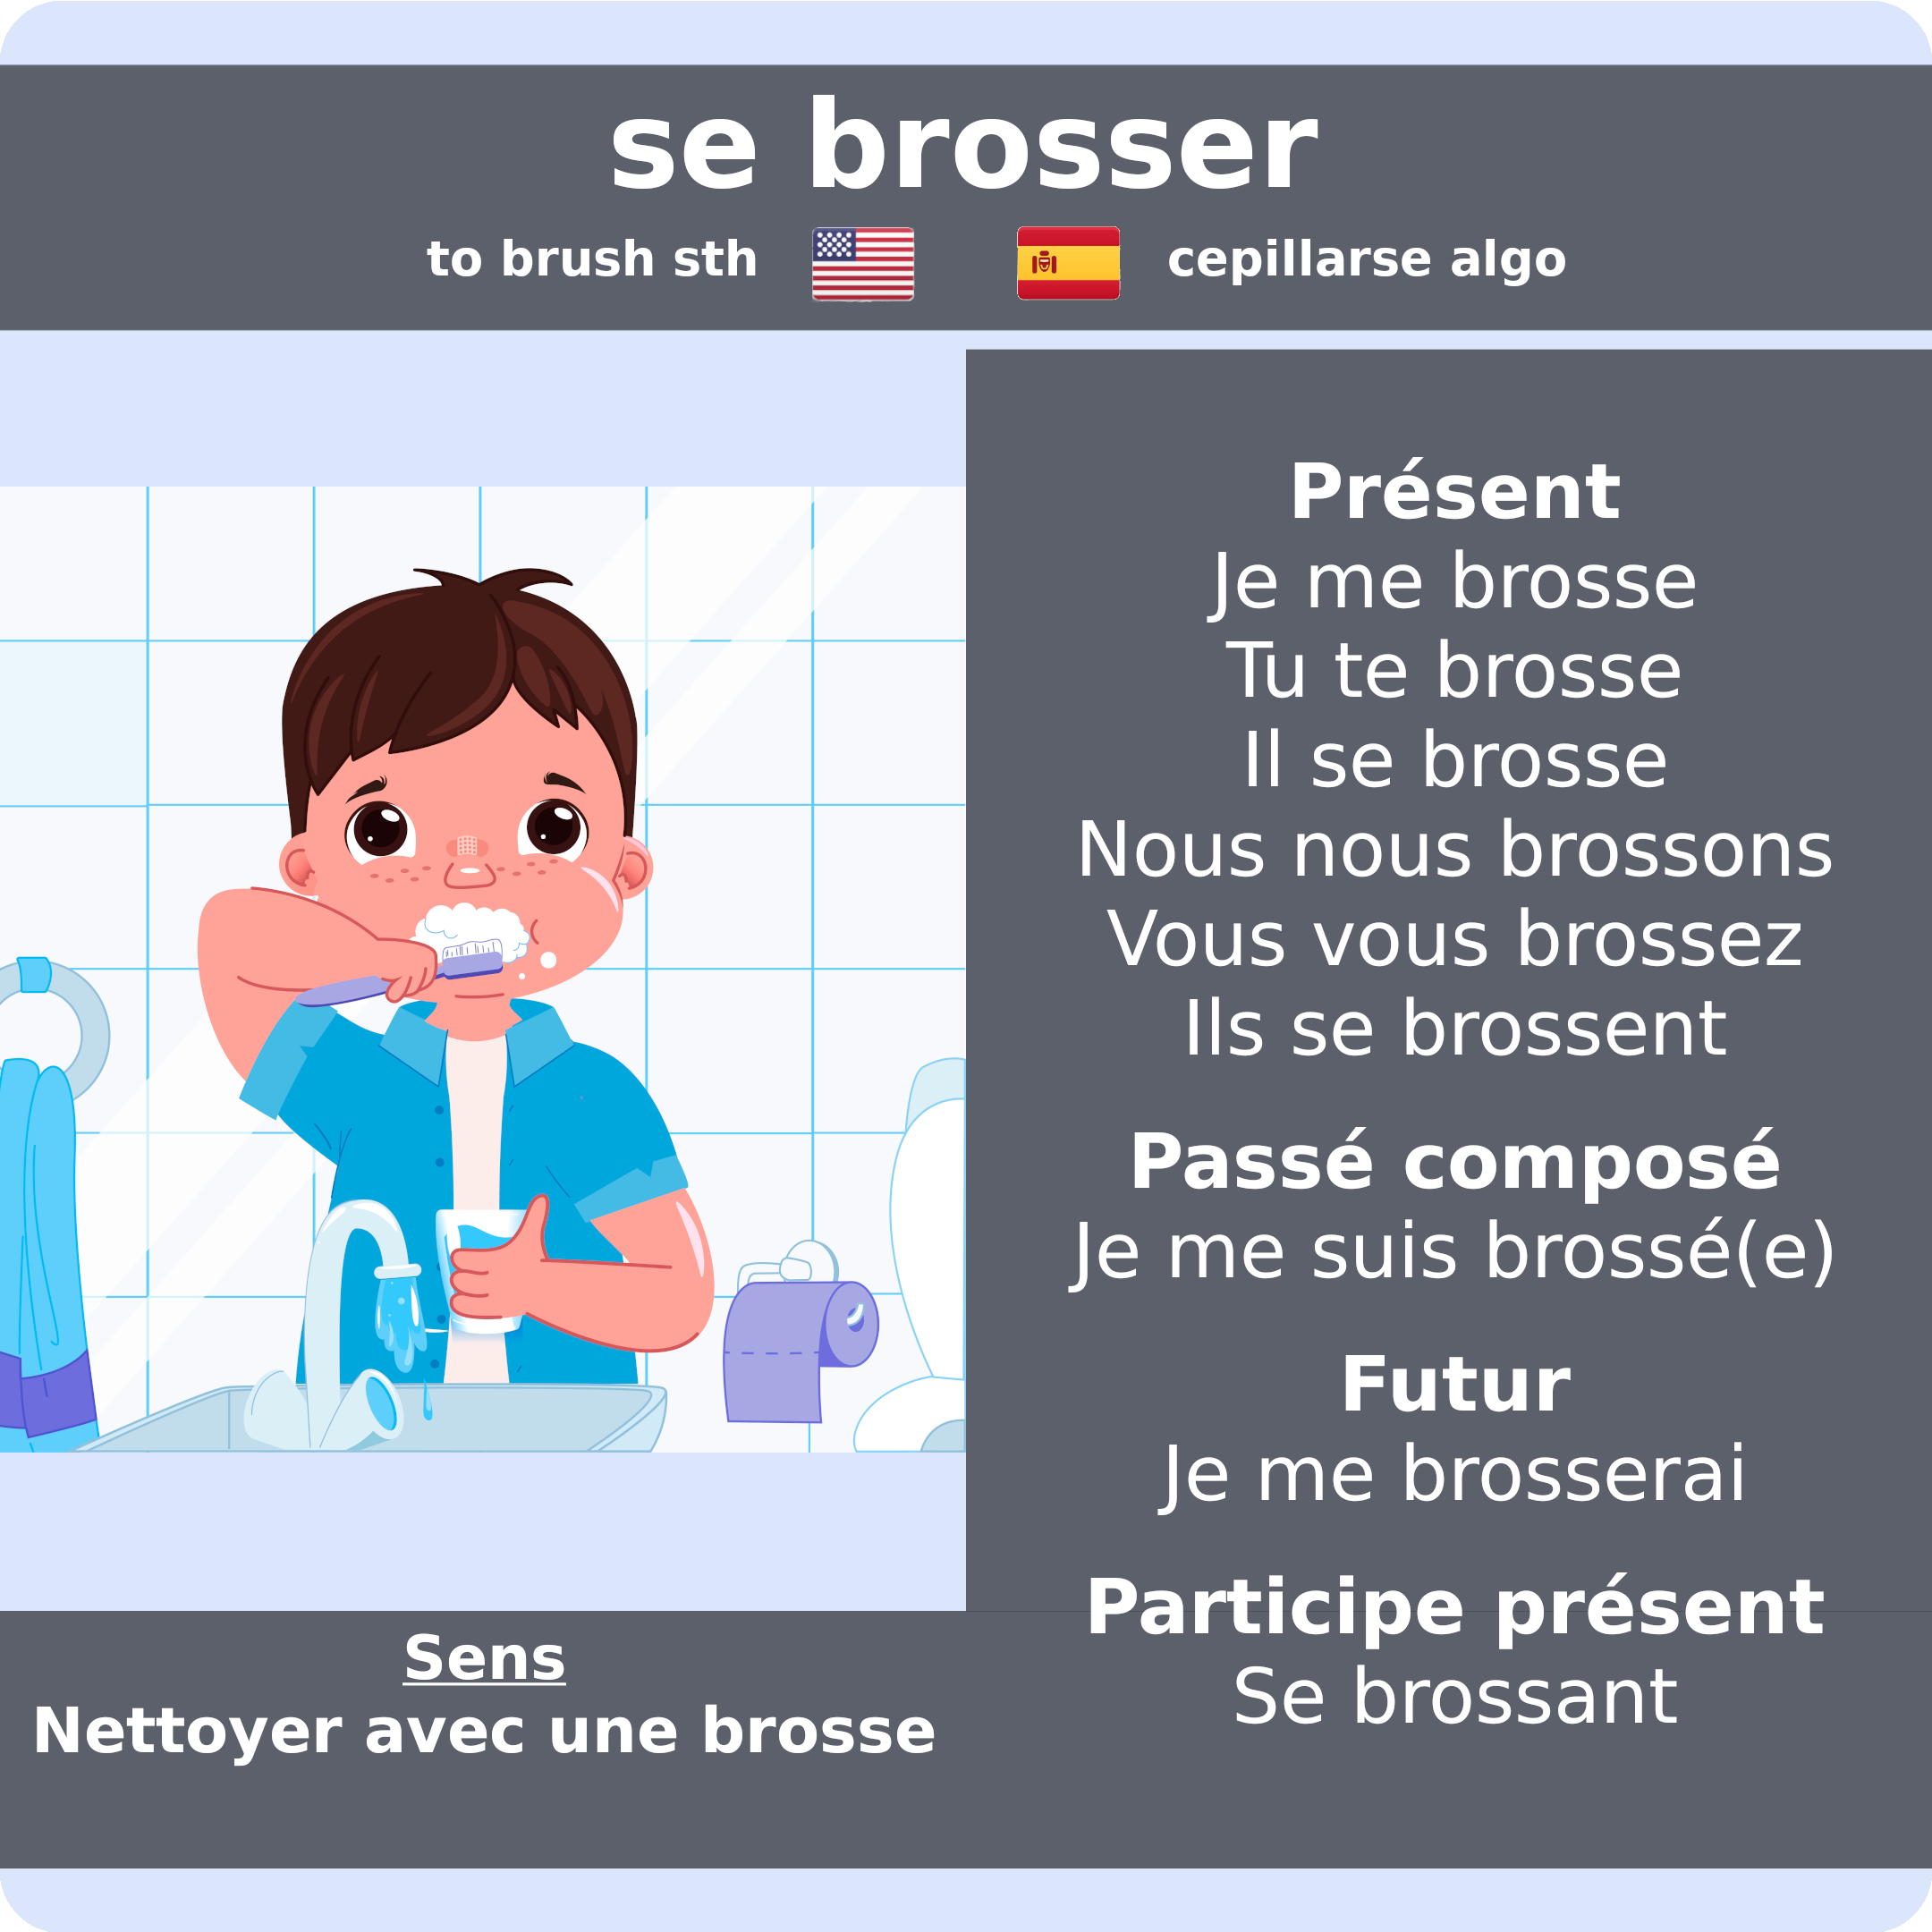 se brosser
to brush sth
cepillarse algo
Présent
Je me brosse
Tu te brosse
Il se brosse
Nous nous brossons
Vous vous brossez
Ils se brossent
Passé composé
Je me suis brossé(e)
Futur
Je me brosserai
Participe présent
Se brossant
Sens
Nettoyer avec une brosse